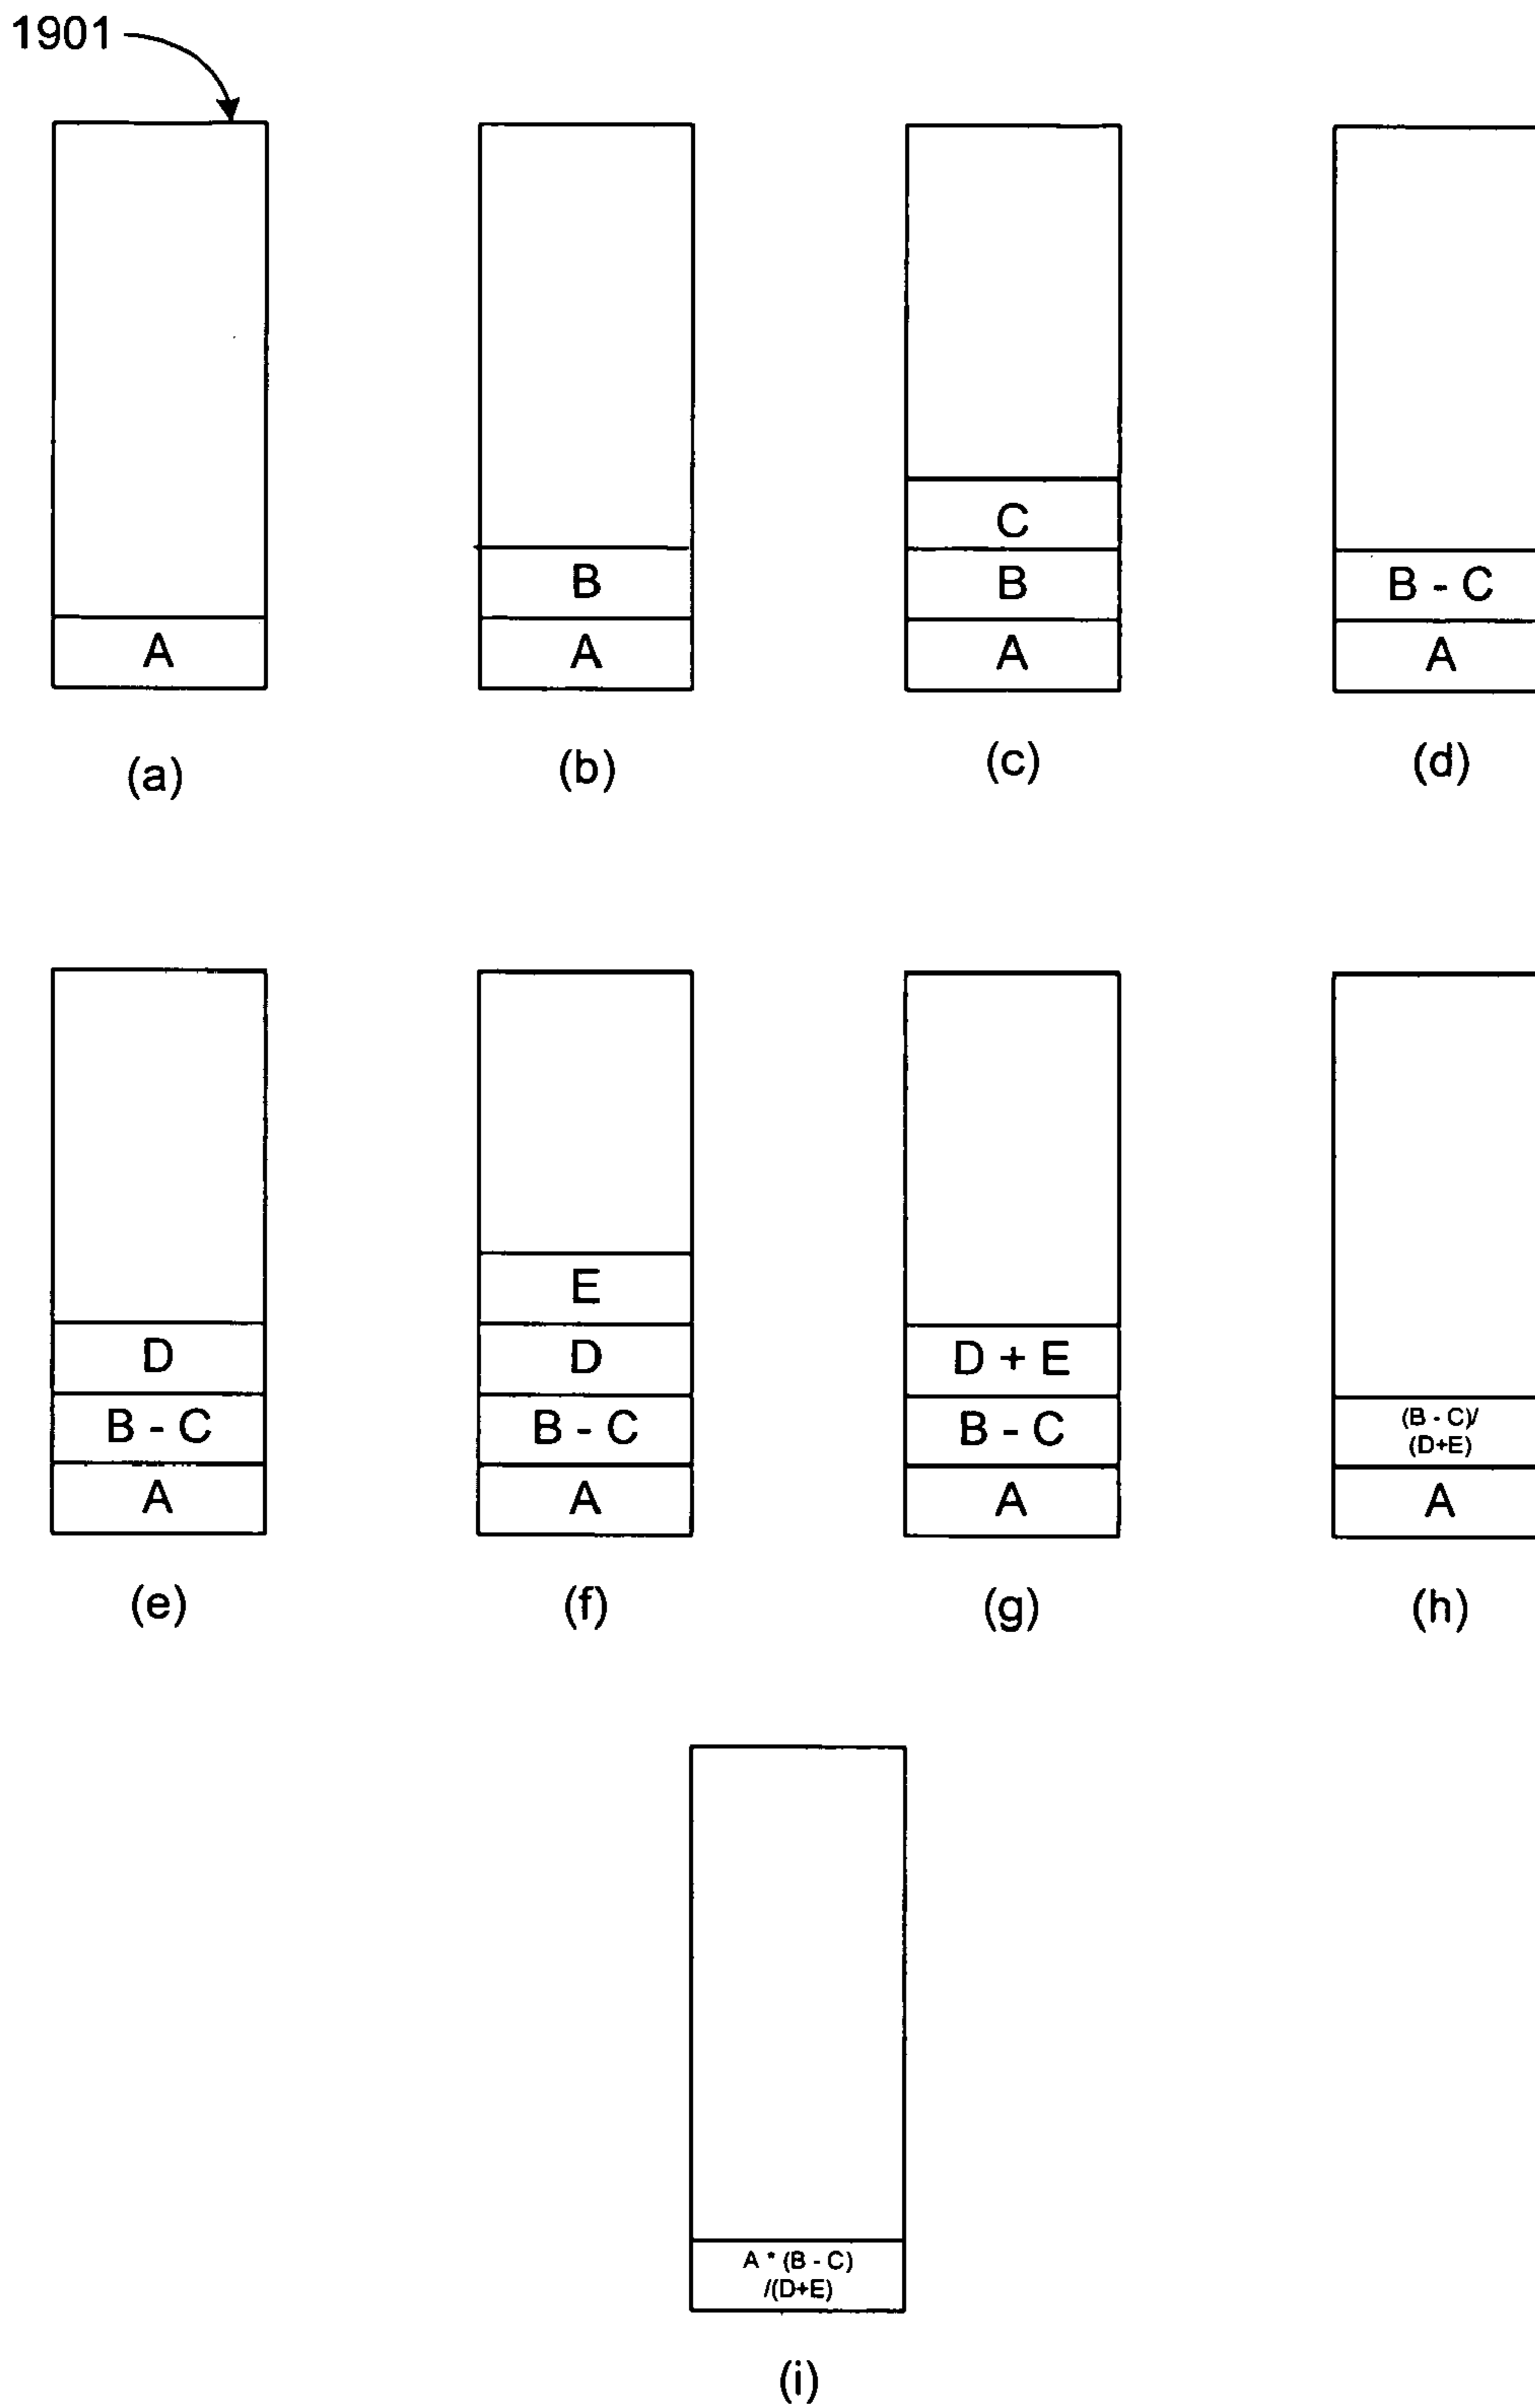 1901
A
(a)
B
A
(b)
C
B
A
(c)
B - C
A
(d)
D
B - C
A
(e)
E
D
B - C
A
(f)
D + E
B - C
A
(g)
(B - C)/
(D+E)
A
(h)
A * (B - C)
/(D+E)
(i)